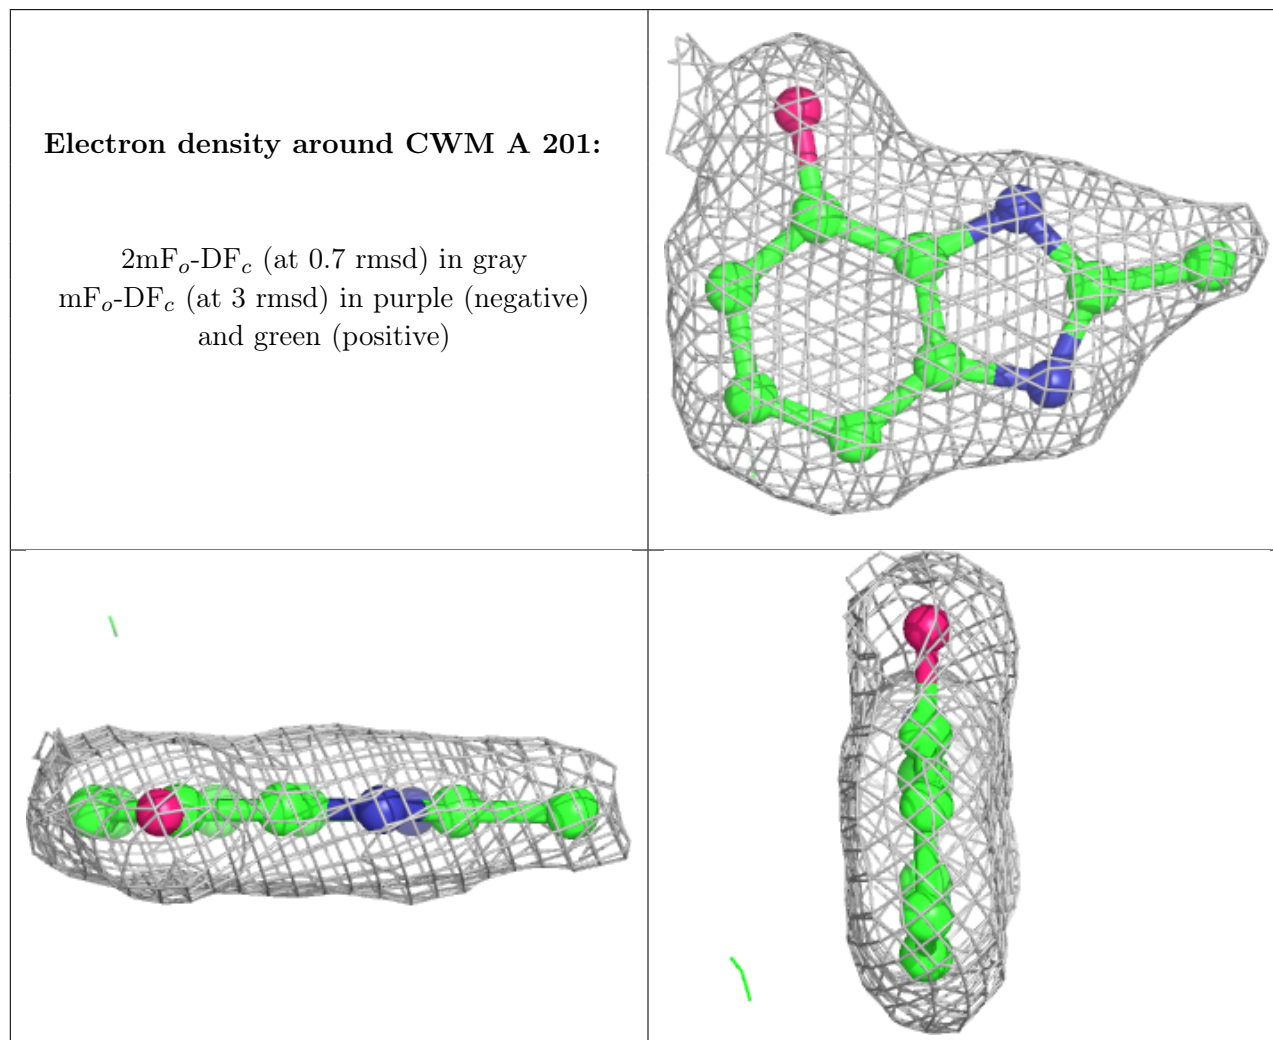 Electron density around CWM A 201:
2mFo-DFc (at 0.7 rmsd) in gray
mFo-DFc (at 3 rmsd) in purple (negative)
and green (positive)